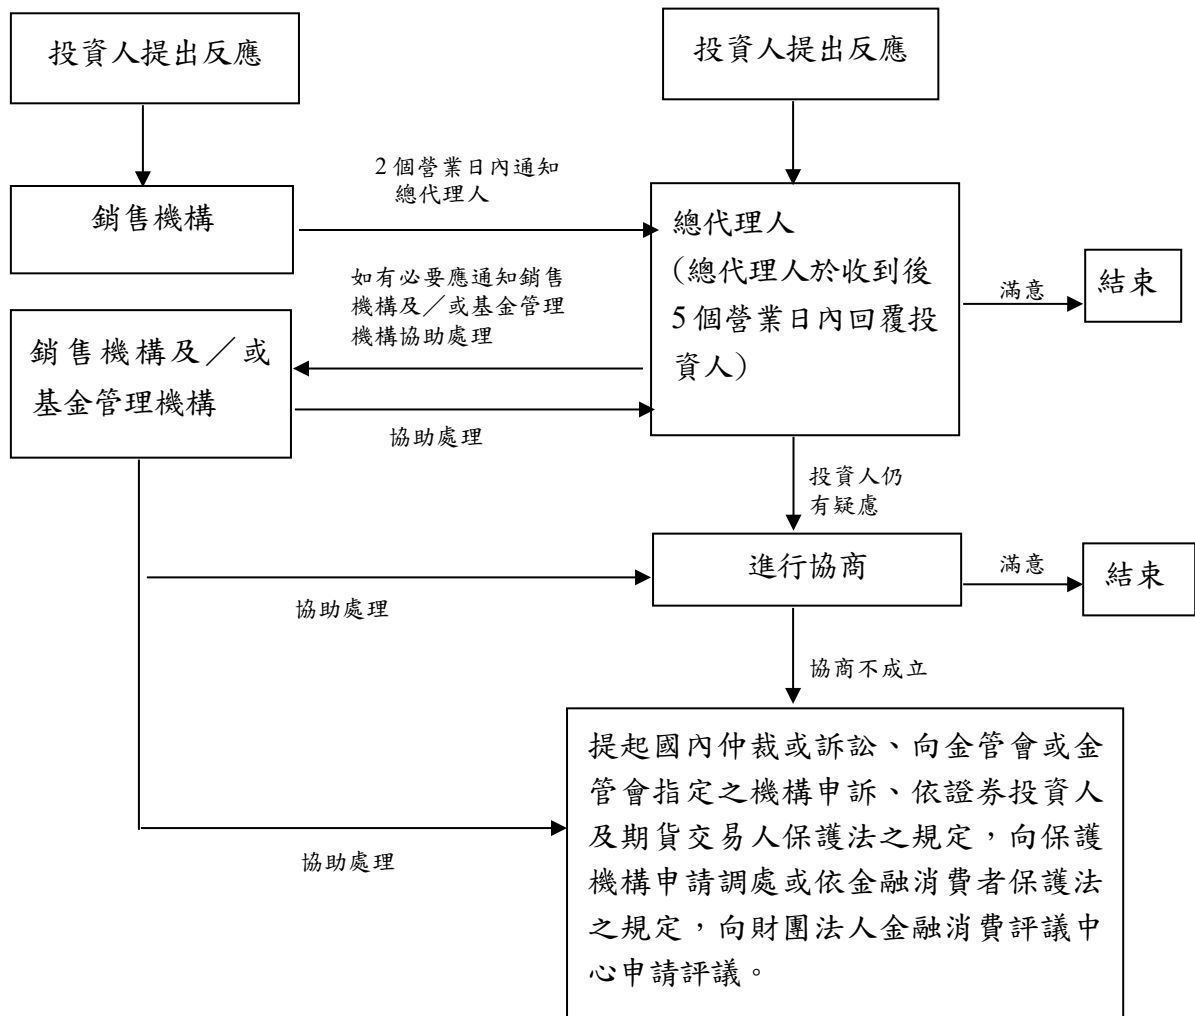 投資人提出反應
投資人提出反應
2 個營業日內通知
總代理人
銷售機構
總代理人
（總代理人於收到後
5 個營業日內回覆投
資人）
滿意
結束
如有必要應通知銷售
機構及／或基金管理
機構協助處理
銷售機構及／或
基金管理機構
協助處理
投資人仍
有疑慮
進行協商
滿意
結束
協助處理
協商不成立
提起國內仲裁或訴訟、向金管會或金
管會指定之機構申訴、依證券投資人
及期貨交易人保護法之規定，向保護
機構申請調處或依金融消費者保護法
之規定，向財團法人金融消費評議中
心申請評議。
協助處理